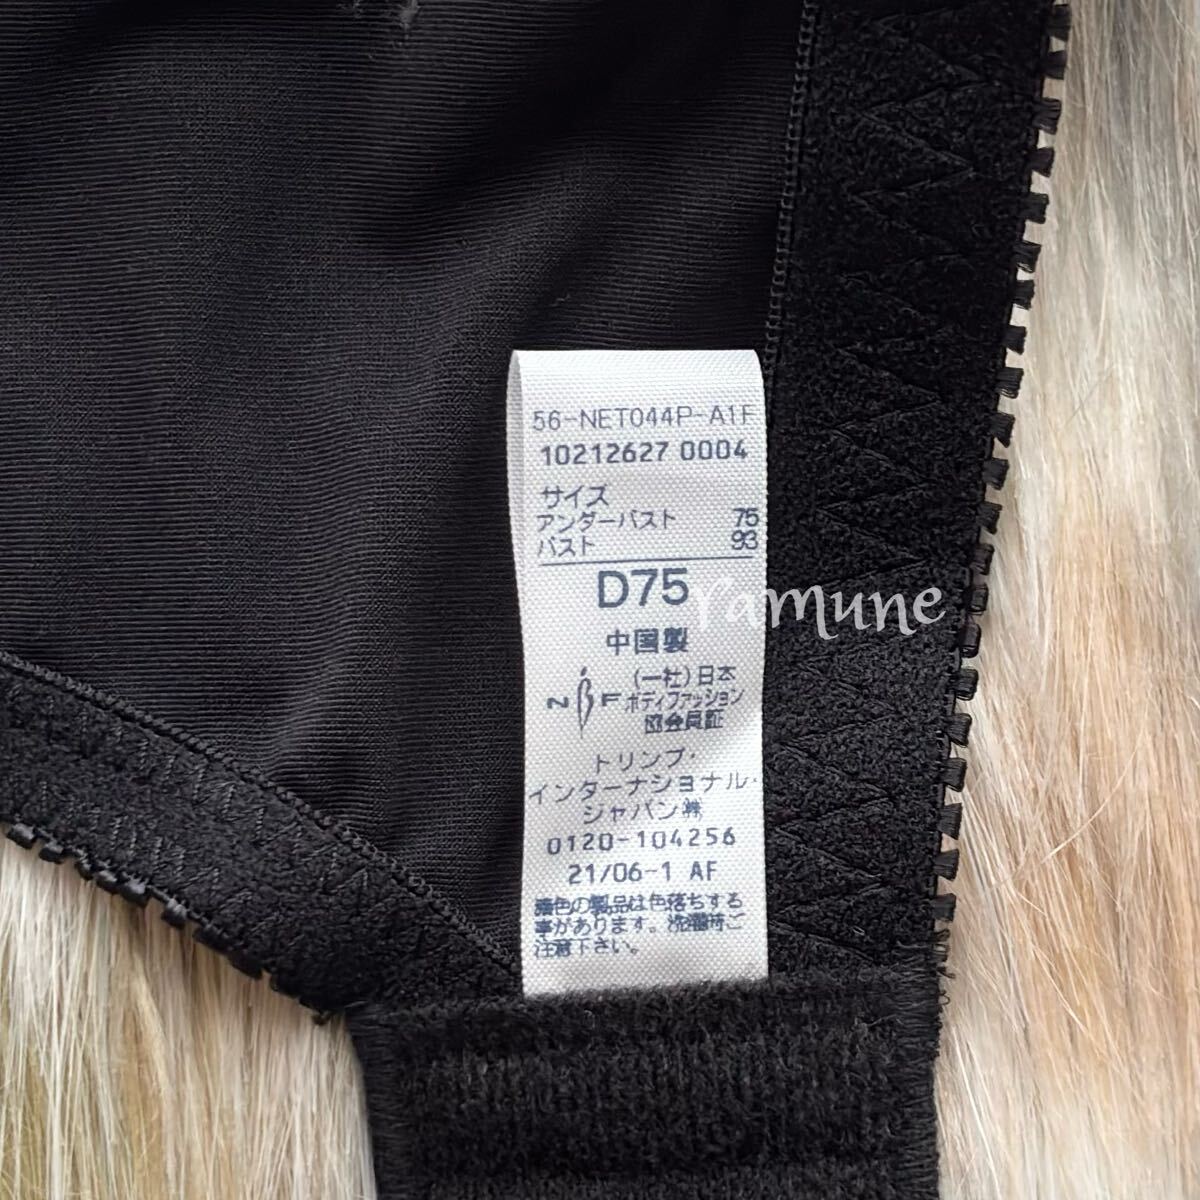 56-NET044P-A1F
10212627 0004
サイズ
アンダーバスト 75
バスト 93
D75
ramune
中国製
(一社)日本
NBF ボディファッション
協会員証
トリンプ・
インターナショナル・
ジャパン㈱
0120-104256
21/06-1 AF
濃色の製品は色落ちする
事があります。洗濯時ご
注意下さい。